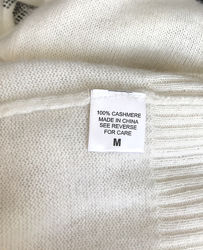 100% CASHMERE
MADE IN CHINA
SEE REVERSE
FOR CARE
M